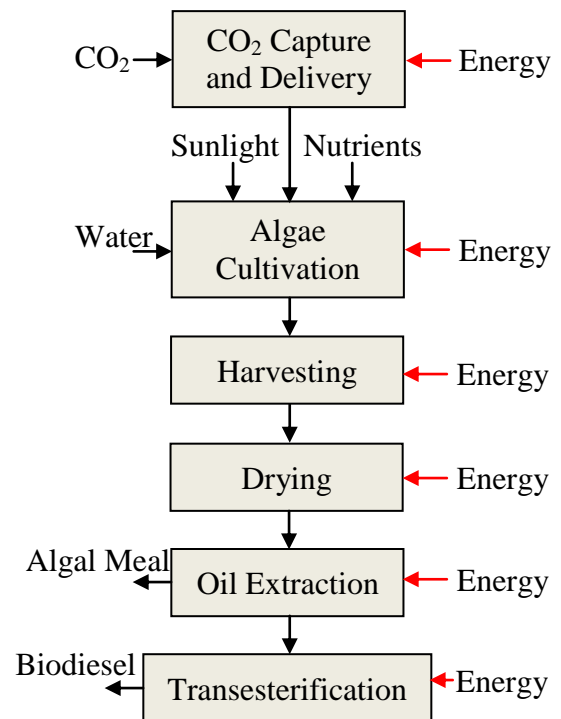 CO₂ Capture
and Delivery
CO₂
Energy
Sunlight
Nutrients
Water
Algae
Cultivation
Energy
Harvesting
Energy
Drying
Energy
Algal Meal
Oil Extraction
Energy
Biodiesel
Transesterification
Energy